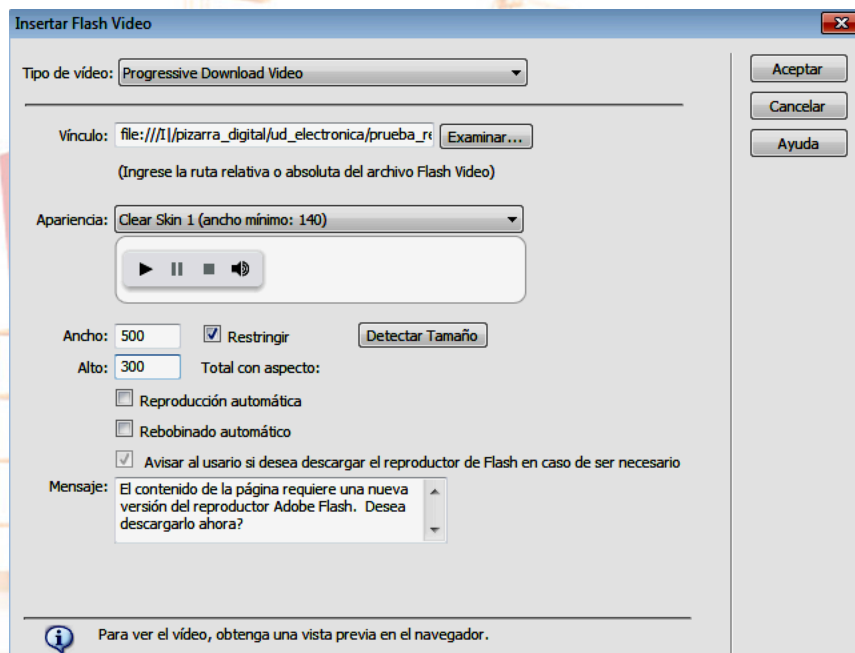 Insertar Flash Video
Tipo de vídeo: Progressive Download Video
Aceptar
Cancelar
Ayuda
Vínculo: file:///I|/pizarra_digital/ud_electronica/prueba_re Examinar...
(Ingrese la ruta relativa o absoluta del archivo Flash Video)
Apariencia: Clear Skin 1 (ancho mínimo: 140)
Ancho: 500 Restringir Detectar Tamaño
Alto: 300 Total con aspecto:
Reproducción automática
Rebobinado automático
Avisar al usario si desea descargar el reproductor de Flash en caso de ser necesario
Mensaje: El contenido de la página requiere una nueva
versión del reproductor Adobe Flash. Desea
descargarlo ahora?
Para ver el vídeo, obtenga una vista previa en el navegador.